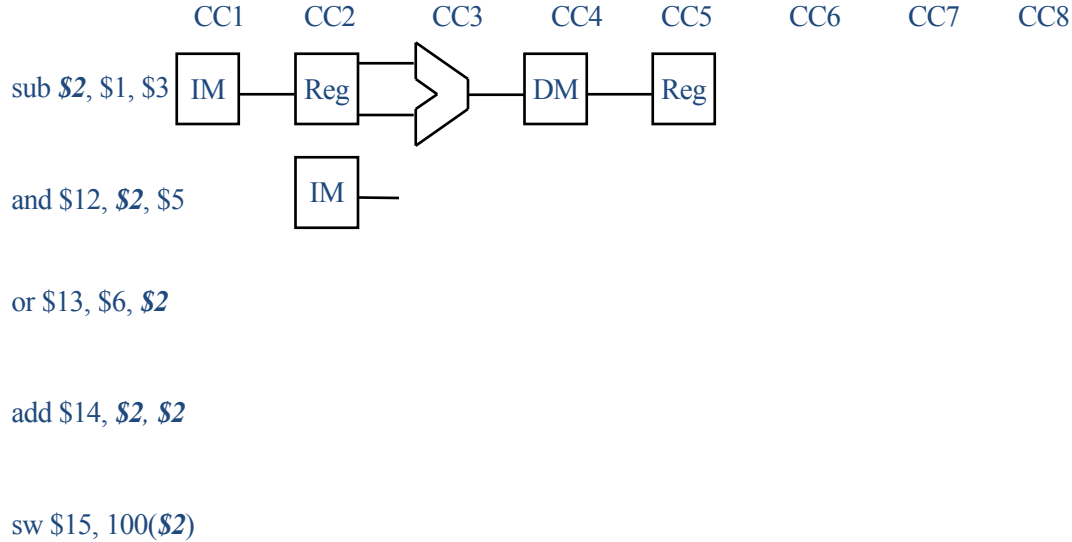 CC1 CC2 CC3 CC4 CC5 CC6 CC7 CC8
sub $2, $1, $3 IM Reg DM Reg
and $12, $2, $5 IM
or $13, $6, $2
add $14, $2, $2
sw $15, 100($2)